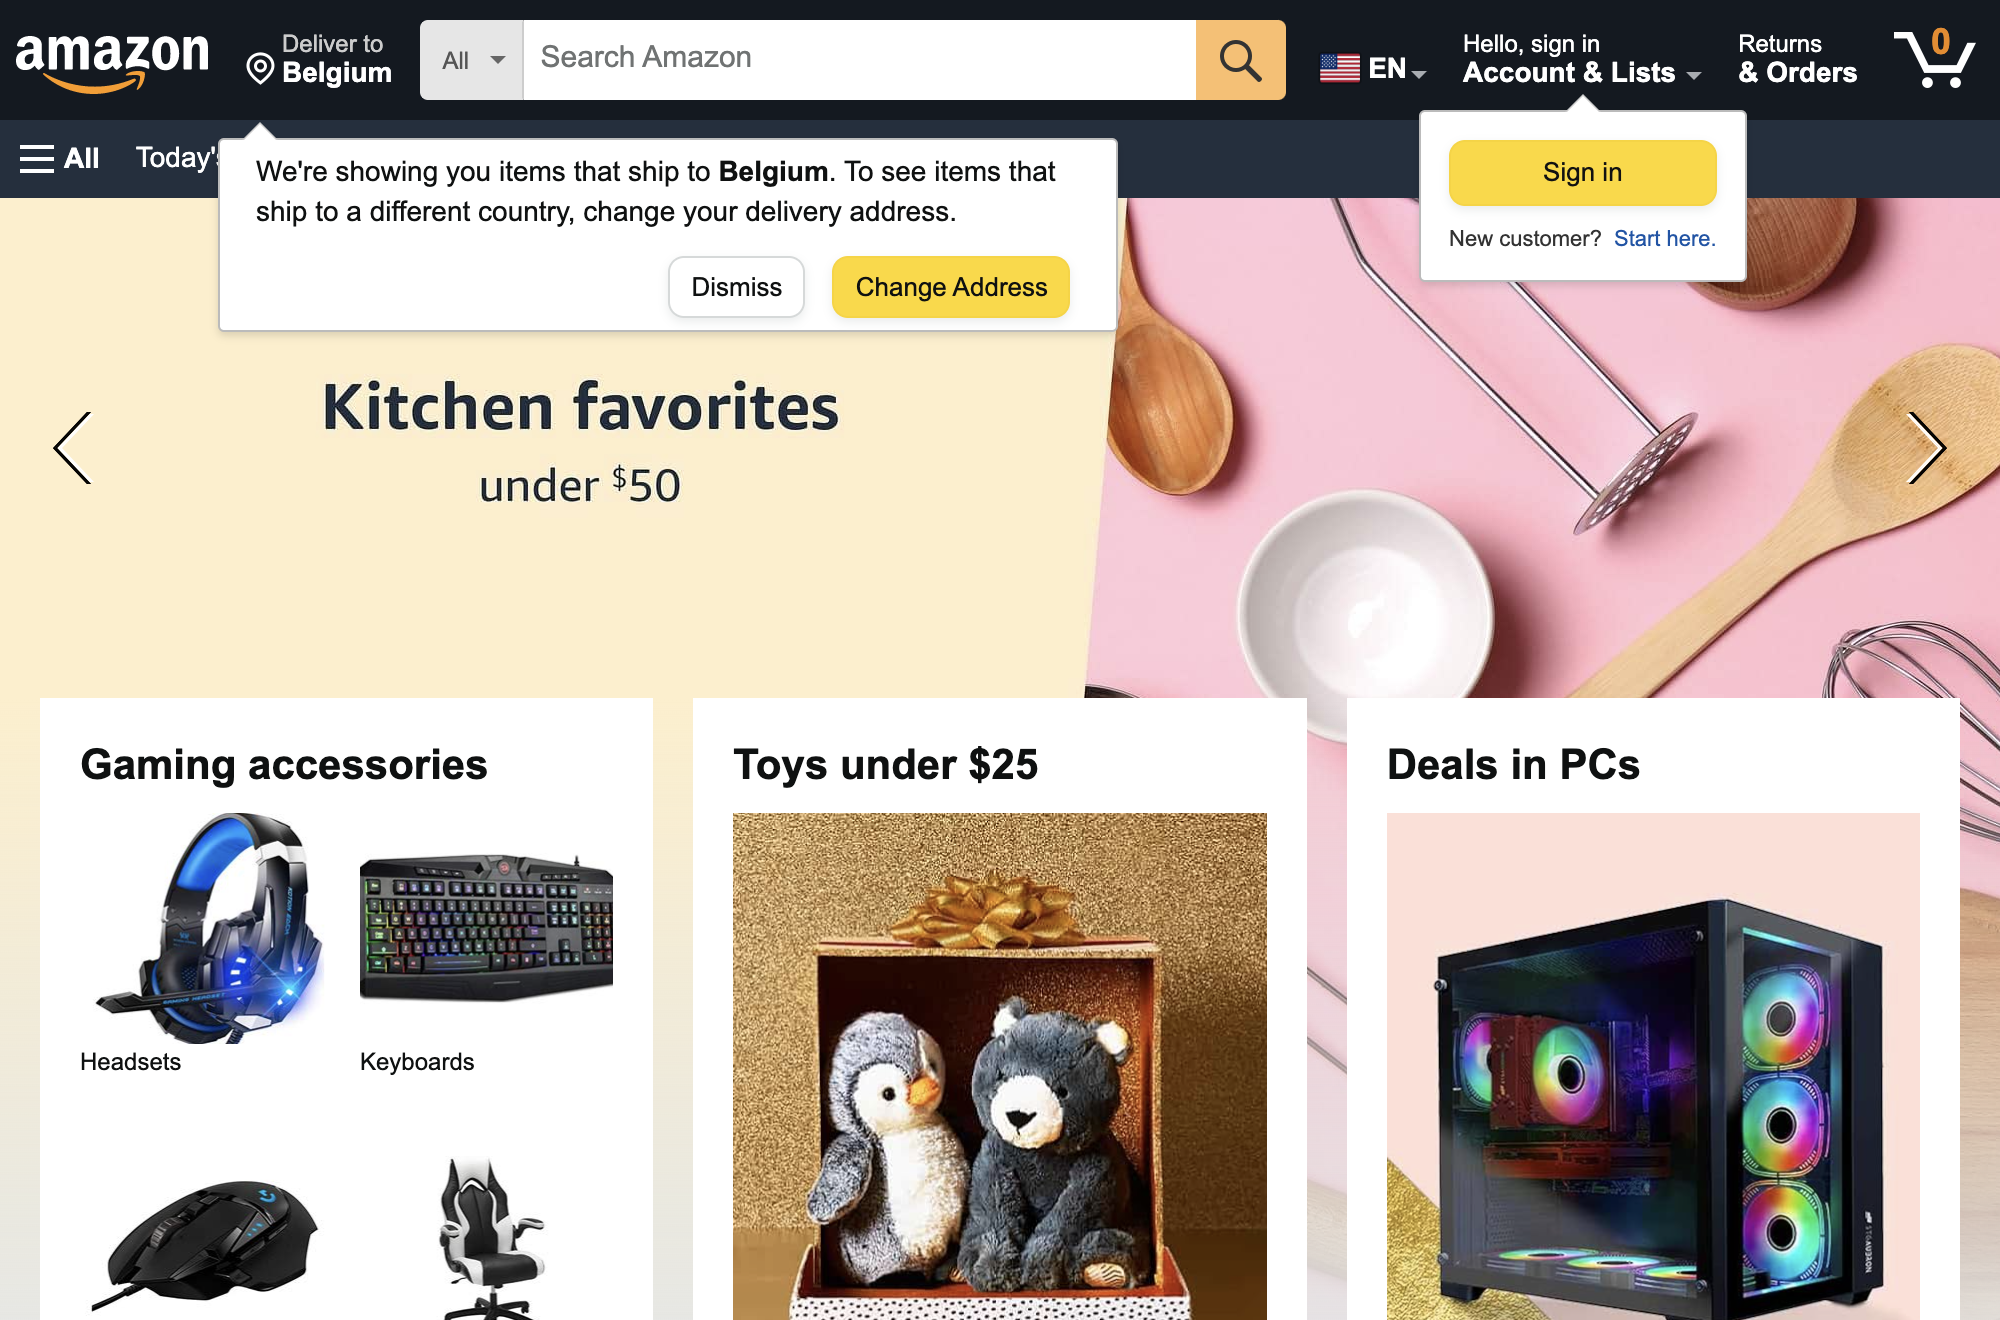 amazon
Deliver to
Belgium
All
Search Amazon
EN
Hello, sign in
Account & Lists
Returns
& Orders
0
All
Today's
We're showing you items that ship to Belgium. To see items that
ship to a different country, change your delivery address.
Dismiss
Change Address
Sign in
New customer? Start here.
Kitchen favorites
under $50
Gaming accessories
Toys under $25
Deals in PCs
Headsets
Keyboards
GAMING HEADSET